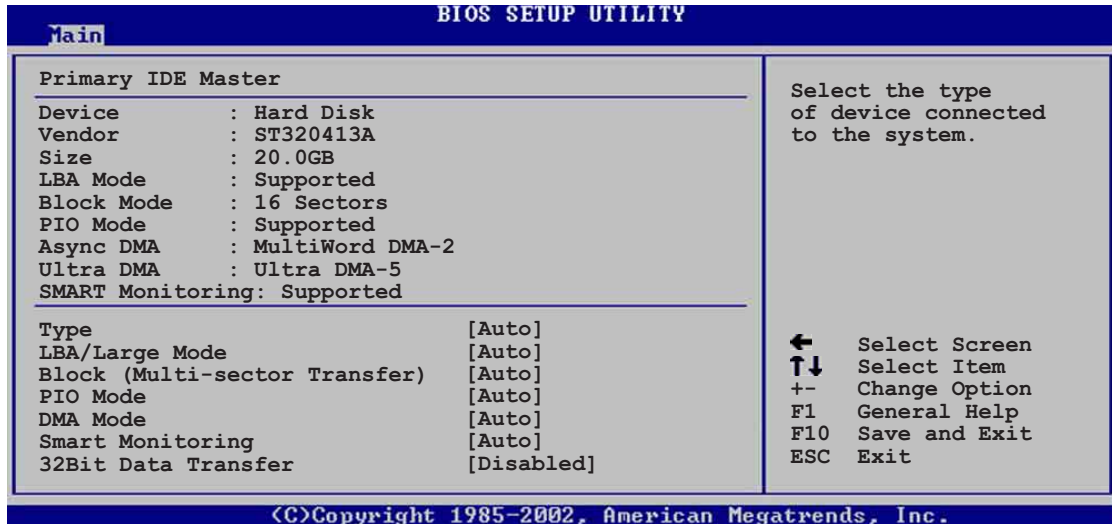 BIOS SETUP UTILITY
Main
Primary IDE Master
Device : Hard Disk
Vendor : ST320413A
Size : 20.0GB
LBA Mode : Supported
Block Mode : 16 Sectors
PIO Mode : Supported
Async DMA : MultiWord DMA-2
Ultra DMA : Ultra DMA-5
SMART Monitoring: Supported
Type [Auto]
LBA/Large Mode [Auto]
Block (Multi-sector Transfer) [Auto]
PIO Mode [Auto]
DMA Mode [Auto]
Smart Monitoring [Auto]
32Bit Data Transfer [Disabled]
Select the type
of device connected
to the system.
← Select Screen
↑↓ Select Item
+- Change Option
F1 General Help
F10 Save and Exit
ESC Exit
(C)Copyright 1985-2002, American Megatrends, Inc.